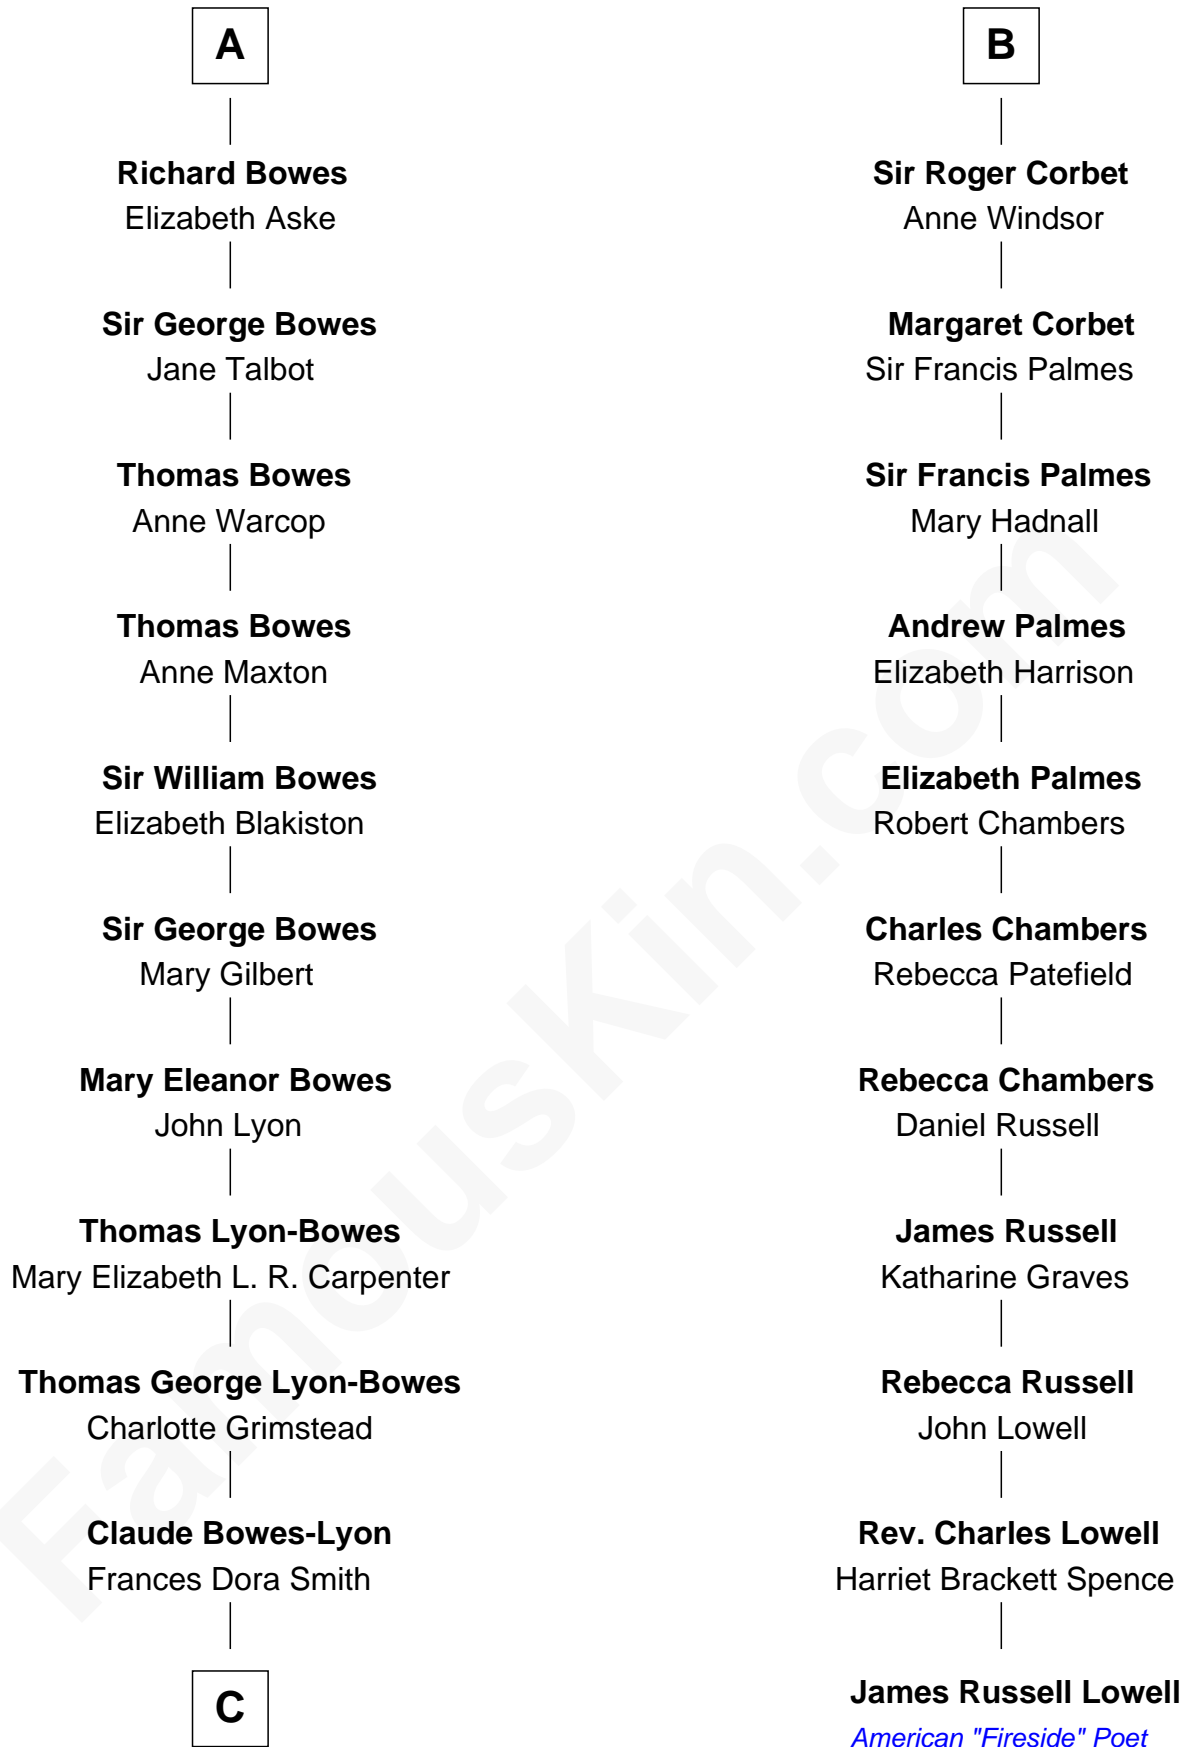 A
Richard Bowes
Elizabeth Aske
Sir George Bowes
Jane Talbot
Thomas Bowes
Anne Warcop
Thomas Bowes
Anne Maxton
Sir William Bowes
Elizabeth Blakiston
Sir George Bowes
Mary Gilbert
Mary Eleanor Bowes
John Lyon
Thomas Lyon-Bowes
Mary Elizabeth L. R. Carpenter
Thomas George Lyon-Bowes
Charlotte Grimstead
Claude Bowes-Lyon
Frances Dora Smith
C
B
Sir Roger Corbet
Anne Windsor
Margaret Corbet
Sir Francis Palmes
Sir Francis Palmes
Mary Hadnall
Andrew Palmes
Elizabeth Harrison
Elizabeth Palmes
Robert Chambers
Charles Chambers
Rebecca Patefield
Rebecca Chambers
Daniel Russell
James Russell
Katharine Graves
Rebecca Russell
John Lowell
Rev. Charles Lowell
Harriet Brackett Spence
James Russell Lowell
American "Fireside" Poet
FamousKin.com